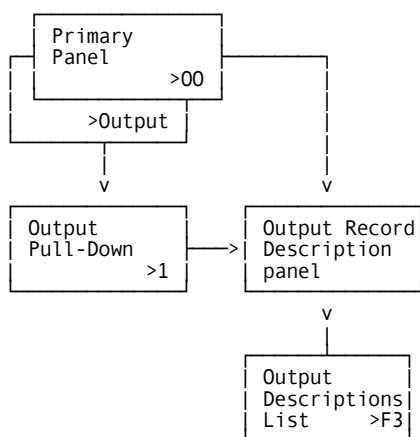 Primary
Panel
>OO
>Output
v
v
Output
Pull-Down
>1
>
Output Record
Description
panel
v
Output
Descriptions
List >F3